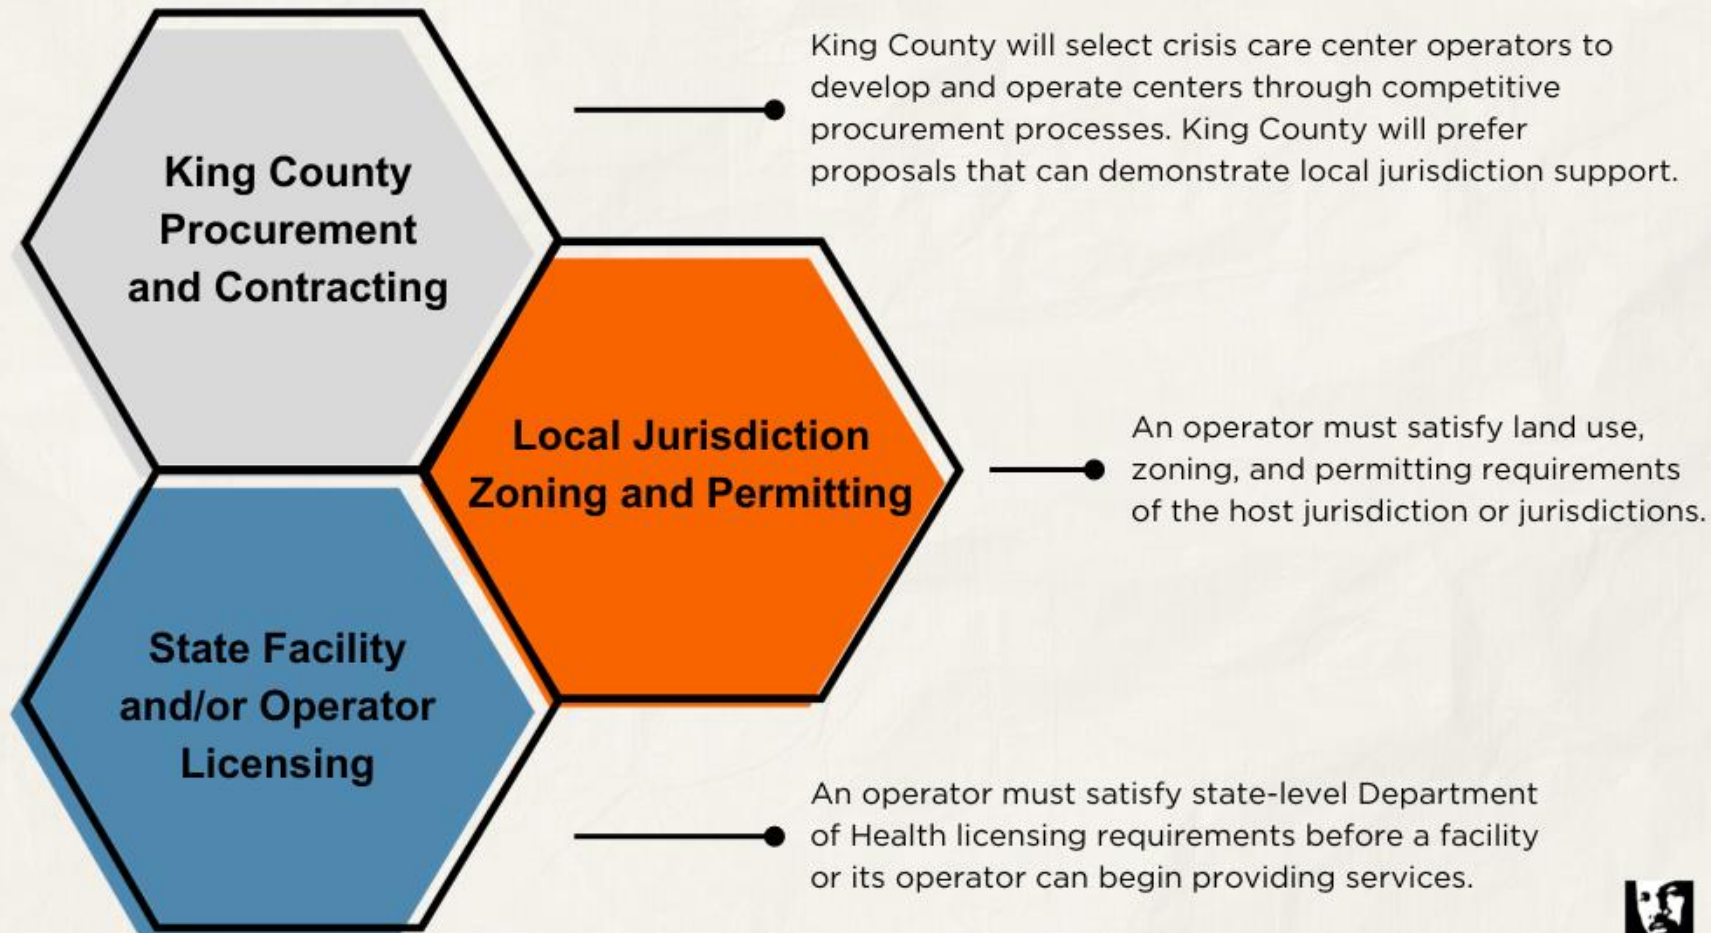 King County
Procurement
and Contracting
King County will select crisis care center operators to
develop and operate centers through competitive
procurement processes. King County will prefer
proposals that can demonstrate local jurisdiction support.
Local Jurisdiction
Zoning and Permitting
An operator must satisfy land use,
zoning, and permitting requirements
of the host jurisdiction or jurisdictions.
State Facility
and/or Operator
Licensing
An operator must satisfy state-level Department
of Health licensing requirements before a facility
or its operator can begin providing services.